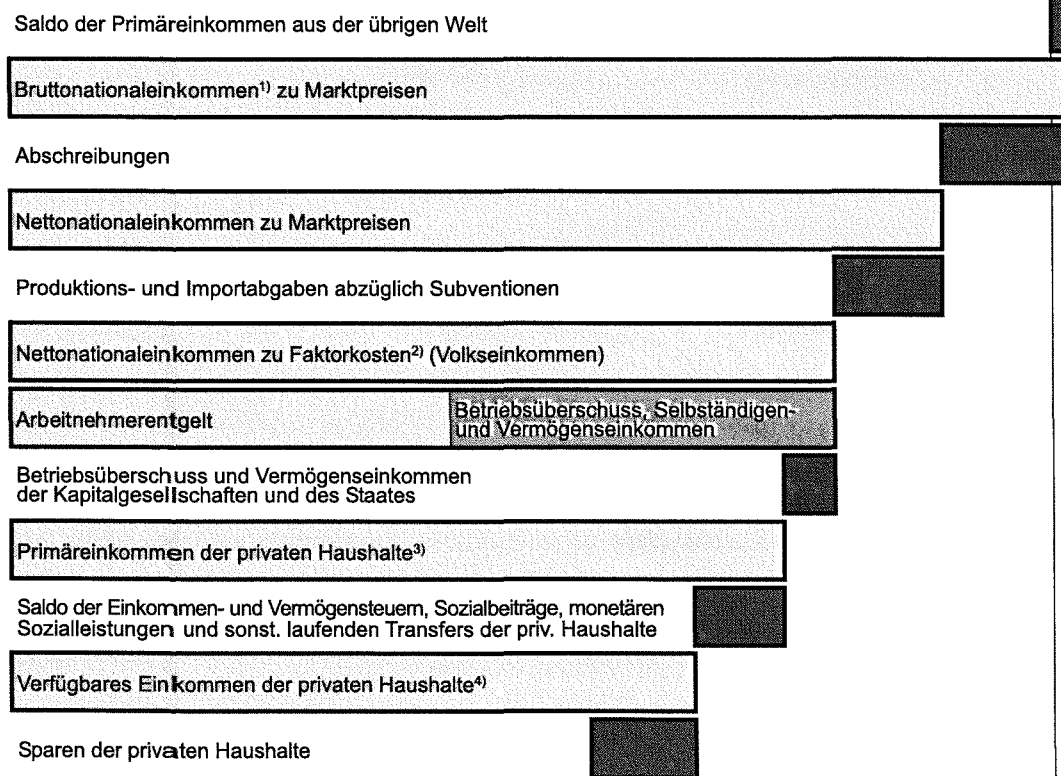 Saldo der Primäreinkommen aus der übrigen Welt
Bruttonationaleinkommen¹⁾ zu Marktpreisen
Abschreibungen
Nettonationaleinkommen zu Marktpreisen
Produktions- und Importabgaben abzüglich Subventionen
Nettonationaleinkommen zu Faktorkosten²⁾ (Volkseinkommen)
Arbeitnehmerentgelt
Betriebsüberschuss, Selbständigen-
und Vermögenseinkommen
Betriebsüberschuss und Vermögenseinkommen
der Kapitalgesellschaften und des Staates
Primäreinkommen der privaten Haushalte³⁾
Saldo der Einkommen- und Vermögensteuern, Sozialbeiträge, monetären
Sozialleistungen und sonst. laufenden Transfers der priv. Haushalte
Verfügbares Einkommen der privaten Haushalte⁴⁾
Sparen der privaten Haushalte